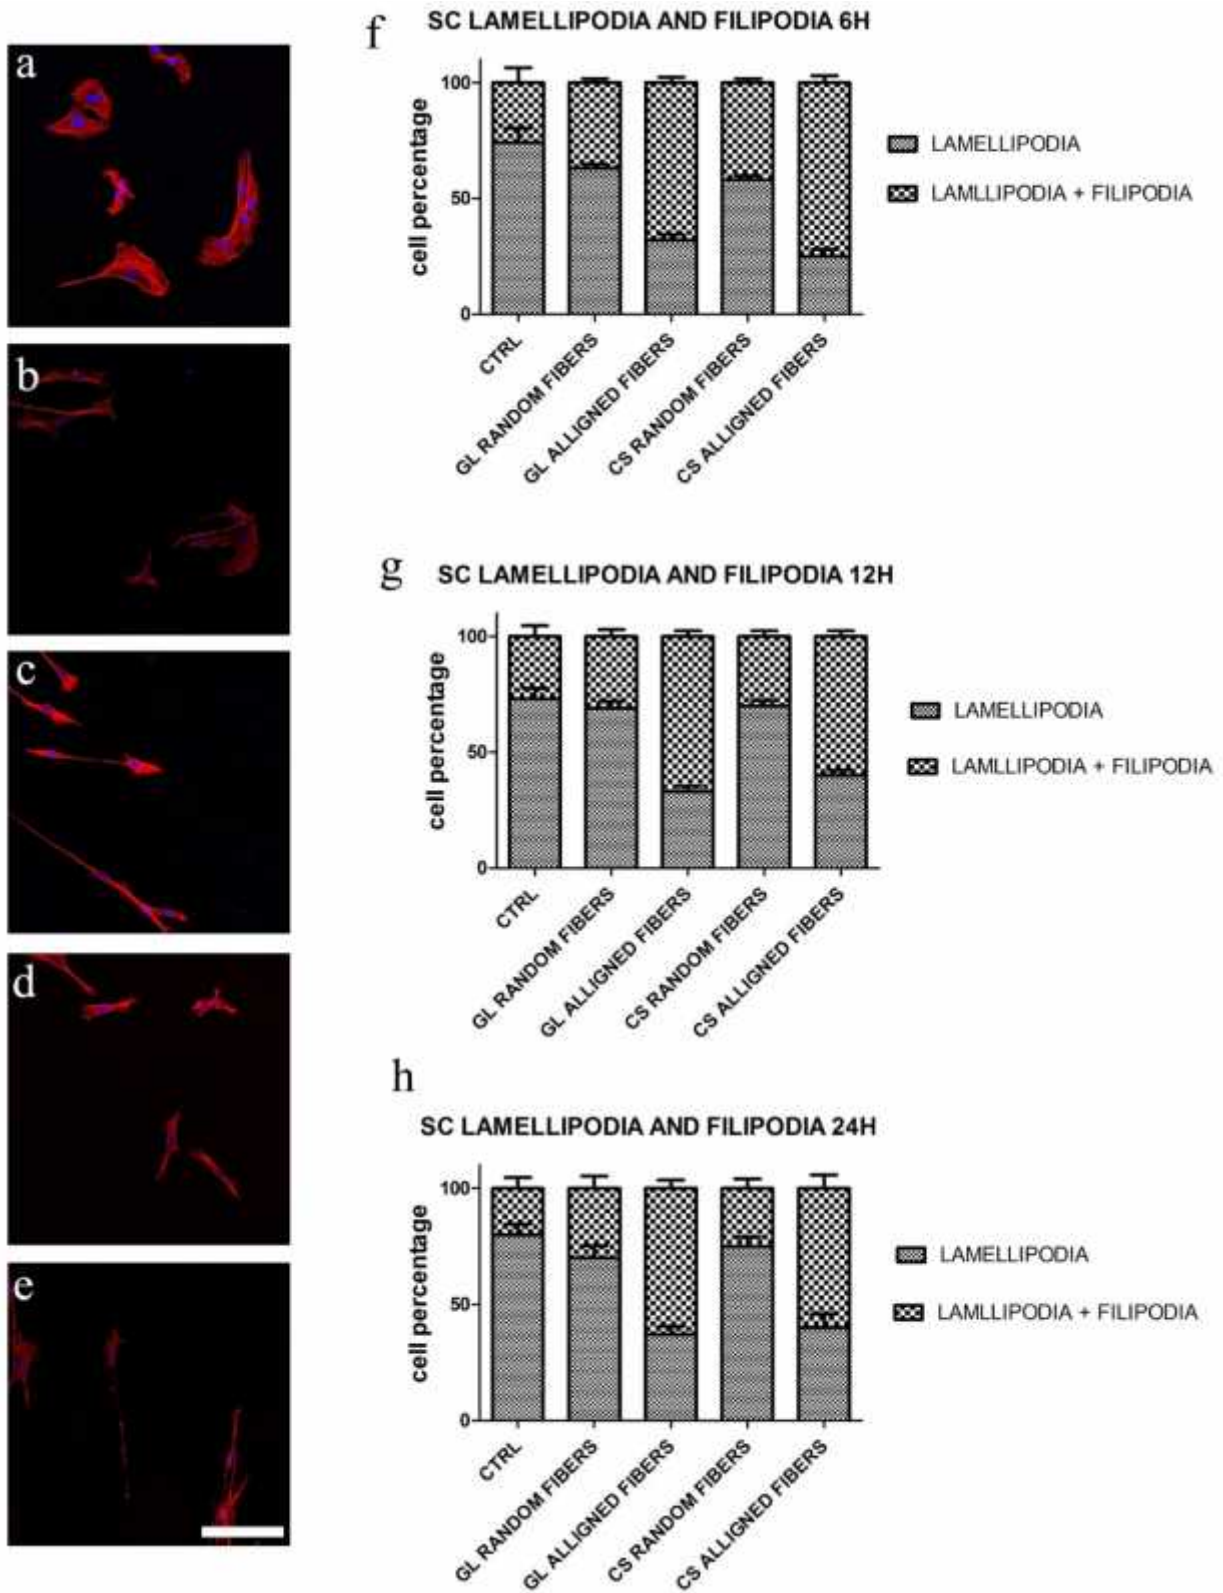 a
b
c
d
e
f
SC LAMELLIPODIA AND FILIPODIA 6H
100
50
0
cell percentage
CTRL
GL RANDOM FIBERS
GL ALLIGNED FIBERS
CS RANDOM FIBERS
CS ALLIGNED FIBERS
LAMELLIPODIA
LAMLLIPODIA + FILIPODIA
g
SC LAMELLIPODIA AND FILIPODIA 12H
100
50
0
cell percentage
CTRL
GL RANDOM FIBERS
GL ALLIGNED FIBERS
CS RANDOM FIBERS
CS ALLIGNED FIBERS
LAMELLIPODIA
LAMLLIPODIA + FILIPODIA
h
SC LAMELLIPODIA AND FILIPODIA 24H
100
50
0
cell percentage
CTRL
GL RANDOM FIBERS
GL ALLIGNED FIBERS
CS RANDOM FIBERS
CS ALLIGNED FIBERS
LAMELLIPODIA
LAMLLIPODIA + FILIPODIA